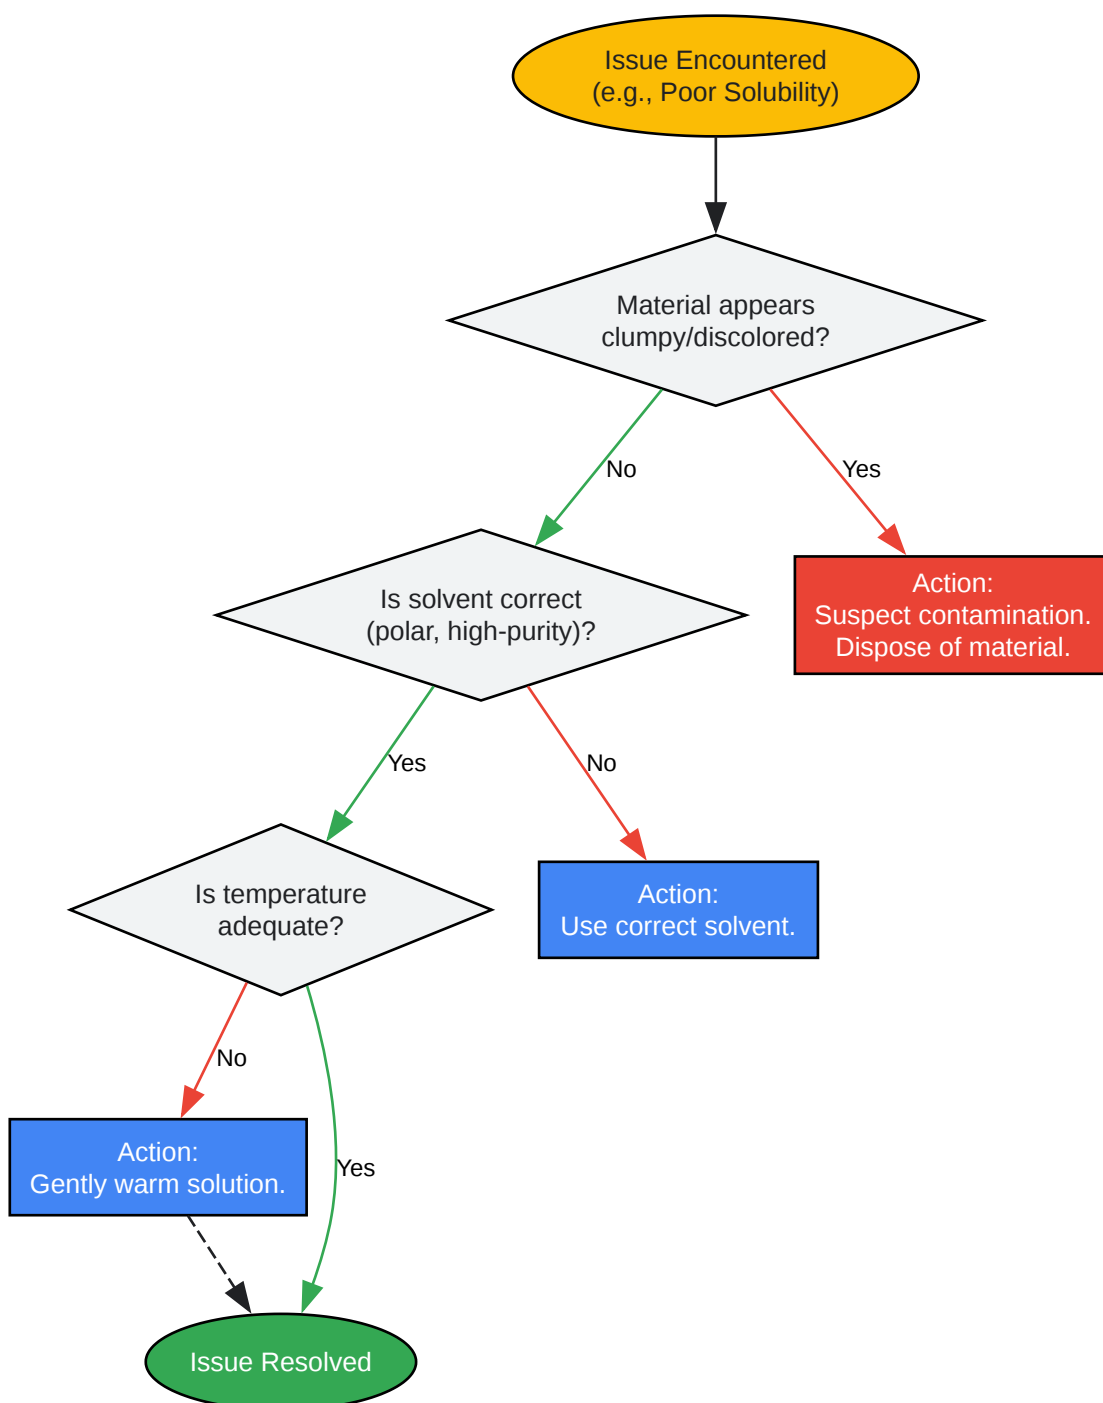 Issue Encountered
(e.g., Poor Solubility)
Material appears
clumpy/discolored?
No
Yes
Is solvent correct
(polar, high-purity)?
Action:
Suspect contamination.
Dispose of material.
Yes
No
Is temperature
adequate?
Action:
Use correct solvent.
No
Yes
Action:
Gently warm solution.
Issue Resolved